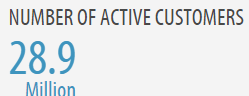 NUMBER OF ACTIVE CUSTOMERS
28.9
Million